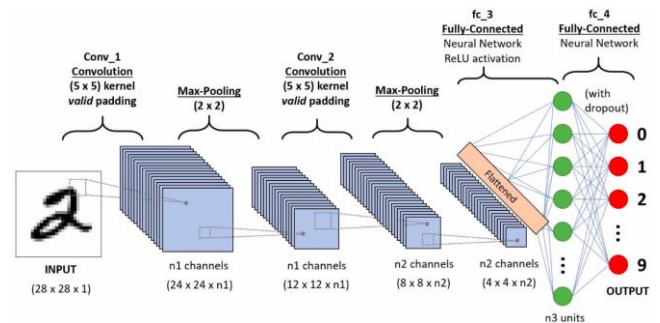 fc_3
Fully-Connected
Neural Network
ReLU activation
fc_4
Fully-Connected
Neural Network
Conv_1
Convolution
(5 x 5) kernel
valid padding
Max-Pooling
(2 x 2)
Conv_2
Convolution
(5 x 5) kernel
valid padding
Max-Pooling
(2 x 2)
(with
dropout)
Flattened
2
0
1
2
9
INPUT
(28 x 28 x 1)
n1 channels
(24 x 24 x n1)
n1 channels
(12 x 12 x n1)
n2 channels
(8 x 8 x n2)
n2 channels
(4 x 4 x n2)
OUTPUT
n3 units